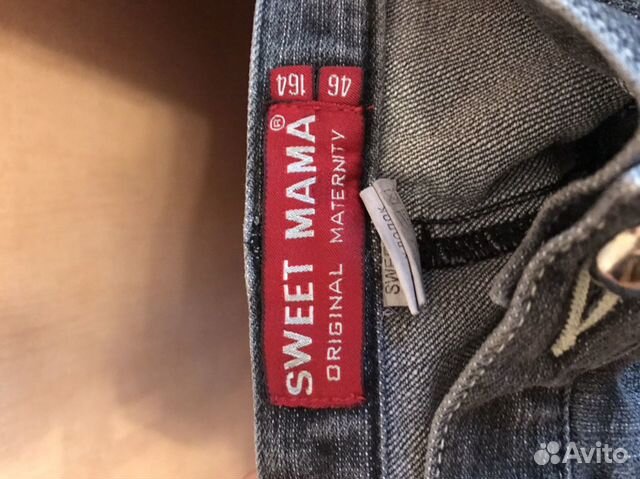 SWEET MAMA®
ORIGINAL MATERNITY
164
46
Avito